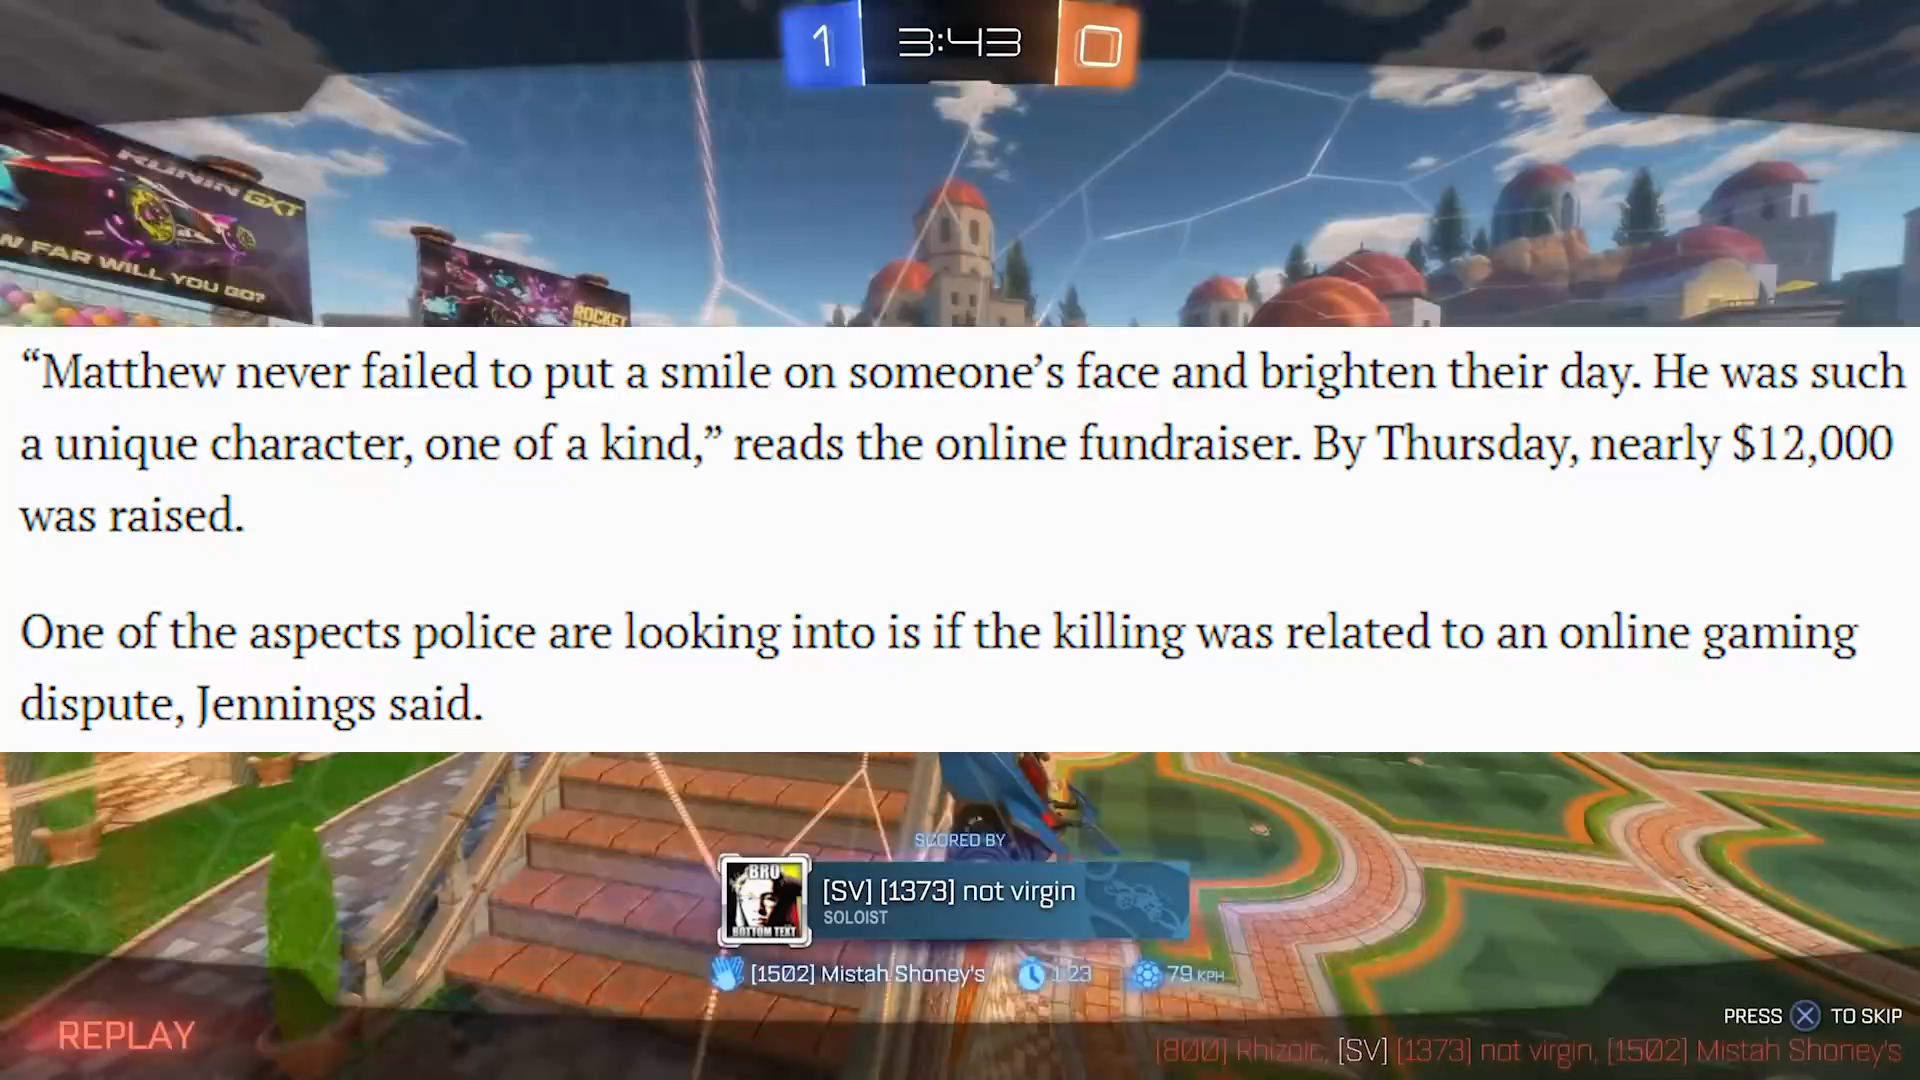 1 3:43 0
RONIN GXT
W FAR WILL YOU GO?
ROCKET
“Matthew never failed to put a smile on someone’s face and brighten their day. He was such
a unique character, one of a kind,” reads the online fundraiser. By Thursday, nearly $12,000
was raised.
One of the aspects police are looking into is if the killing was related to an online gaming
dispute, Jennings said.
SCORED BY
BRO
BOTTOM TEXT
[SV] [1373] not virgin
SOLOIST
[1502] Mistah Shoney's 1:23 79 KPH
REPLAY
PRESS X TO SKIP
[800] Rhizoic, [SV] [1373] not virgin, [1502] Mistah Shoney's